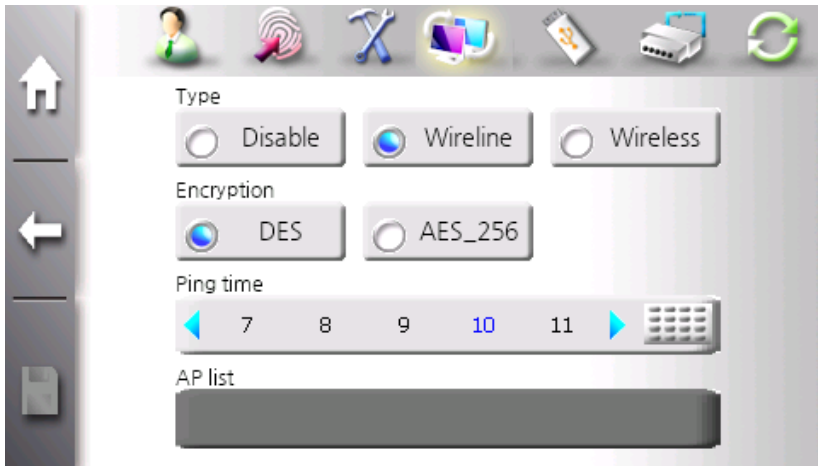 Type
Disable Wireline Wireless
Encryption
DES AES_256
Ping time
7 8 9 10 11
AP list